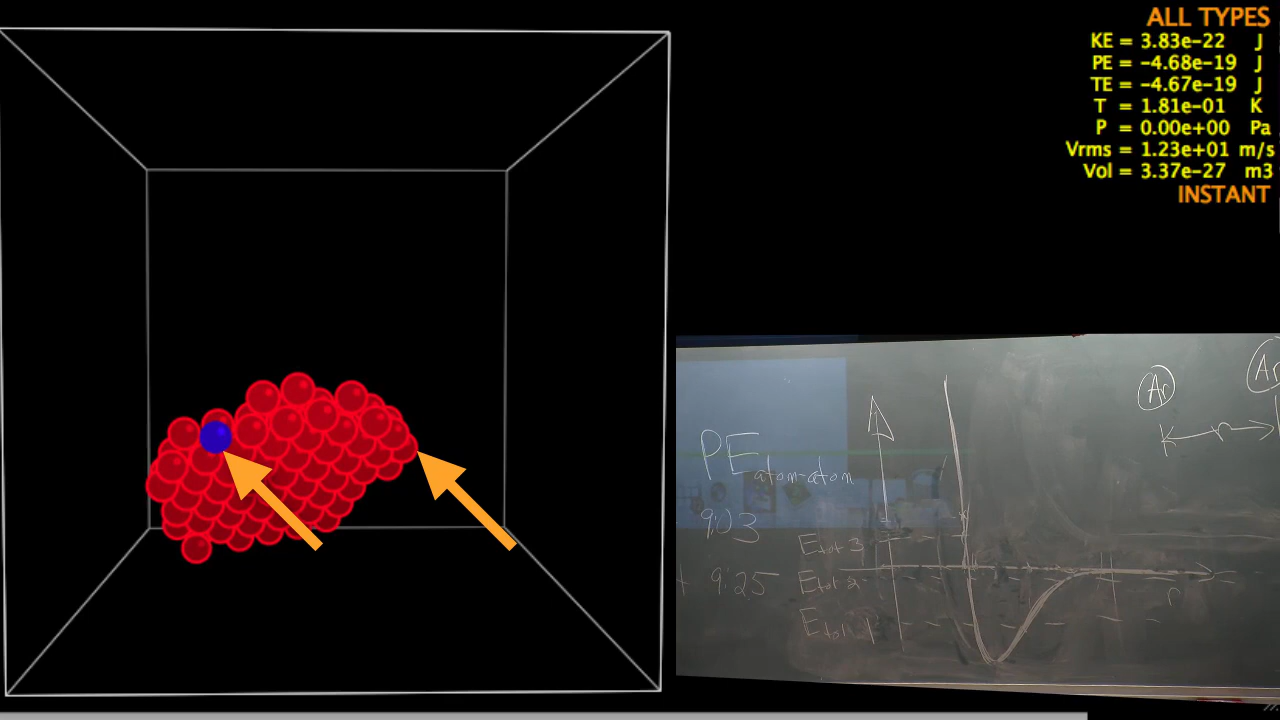 ALL TYPES
KE = 3.83e-22 J
PE = -4.68e-19 J
TE = -4.67e-19 J
T = 1.81e-01 K
P = 0.00e+00 Pa
Vrms = 1.23e+01 m/s
Vol = 3.37e-27 m3
INSTANT
Ar
Ar
r
PE atom-atom
9:03
Etot 3
Etot 2
9:25
r
Etot 1